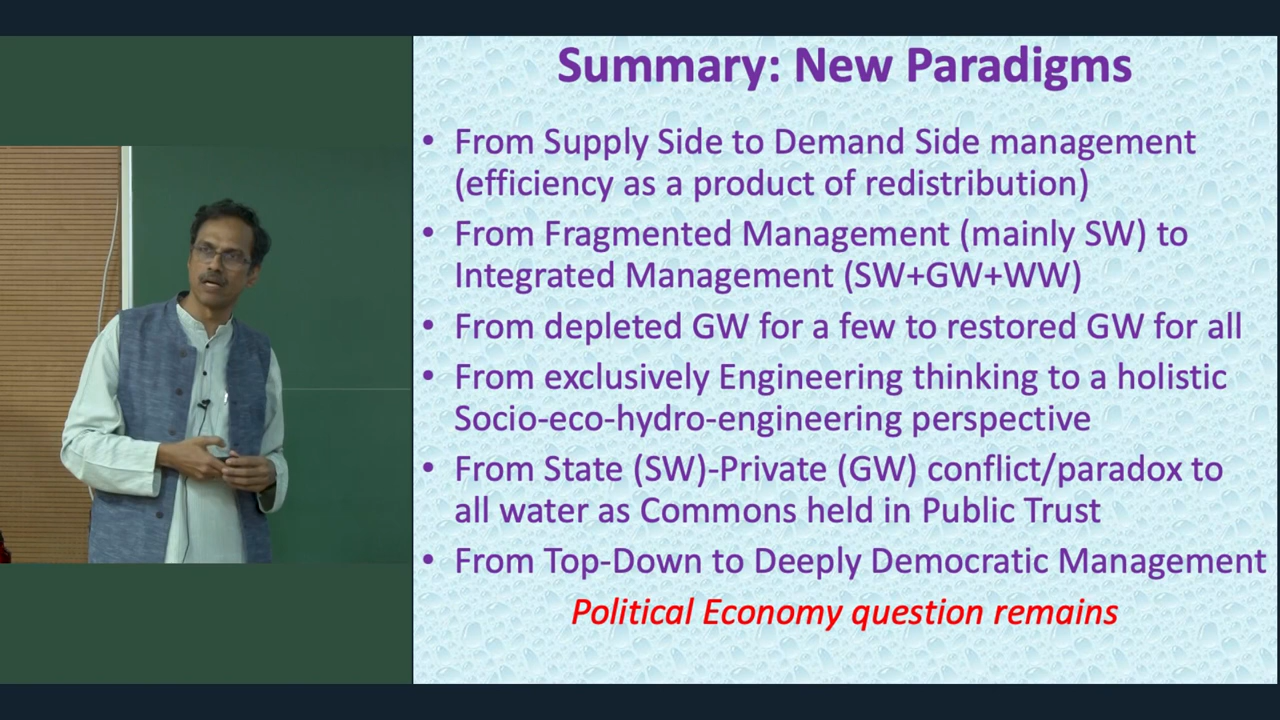 Summary: New Paradigms
• From Supply Side to Demand Side management
(efficiency as a product of redistribution)
• From Fragmented Management (mainly SW) to
Integrated Management (SW+GW+WW)
• From depleted GW for a few to restored GW for all
• From exclusively Engineering thinking to a holistic
Socio-eco-hydro-engineering perspective
• From State (SW)-Private (GW) conflict/paradox to
all water as Commons held in Public Trust
• From Top-Down to Deeply Democratic Management
Political Economy question remains